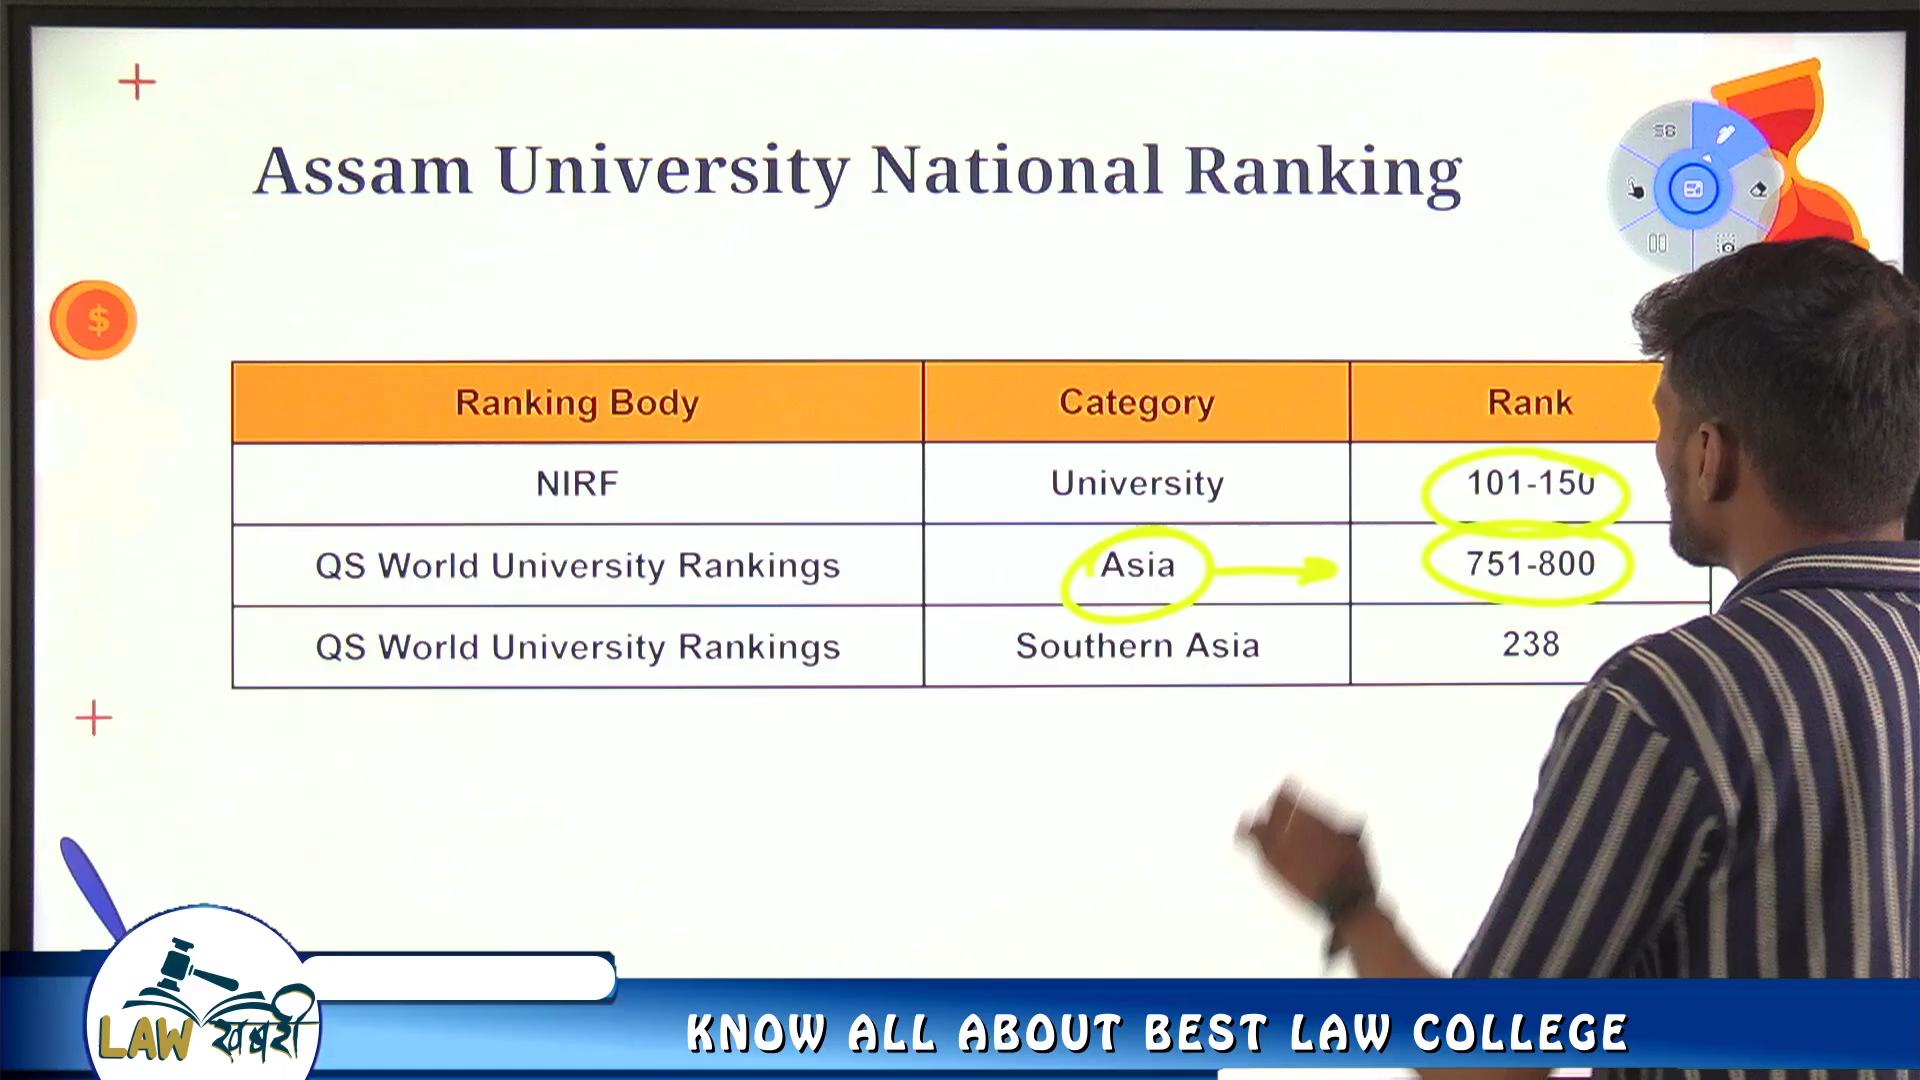 Assam University National Ranking
$
Ranking Body Category Rank
NIRF University 101-150
QS World University Rankings Asia 751-800
QS World University Rankings Southern Asia 238
LAW खबरी
KNOW ALL ABOUT BEST LAW COLLEGE